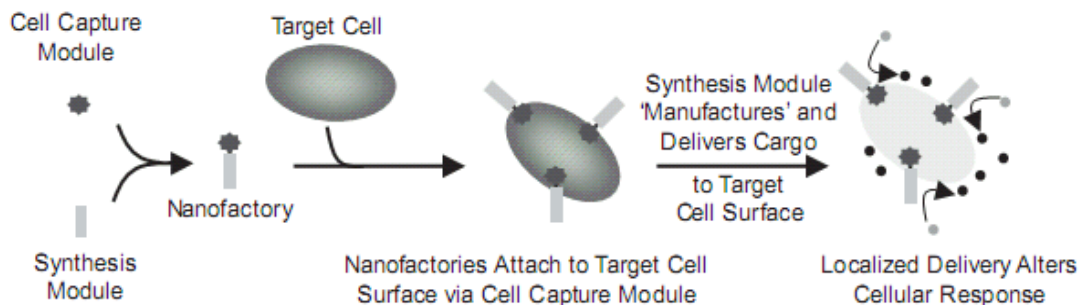 Cell Capture
Module
Target Cell
Synthesis Module
‘Manufactures’ and
Delivers Cargo
to Target
Cell Surface
Nanofactory
Synthesis
Module
Nanofactories Attach to Target Cell
Surface via Cell Capture Module
Localized Delivery Alters
Cellular Response